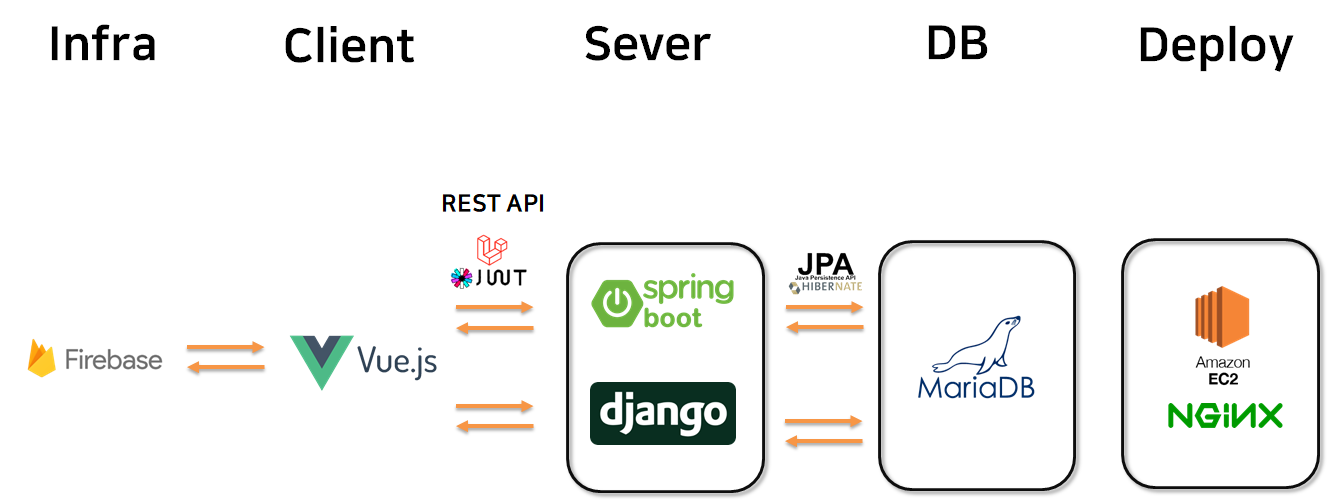 Infra
Client
Sever
DB
Deploy
REST API
JWT
JPA
Java Persistence API
HIBERNATE
spring
boot
Firebase
Vue.js
django
MariaDB
Amazon
EC2
NGINX